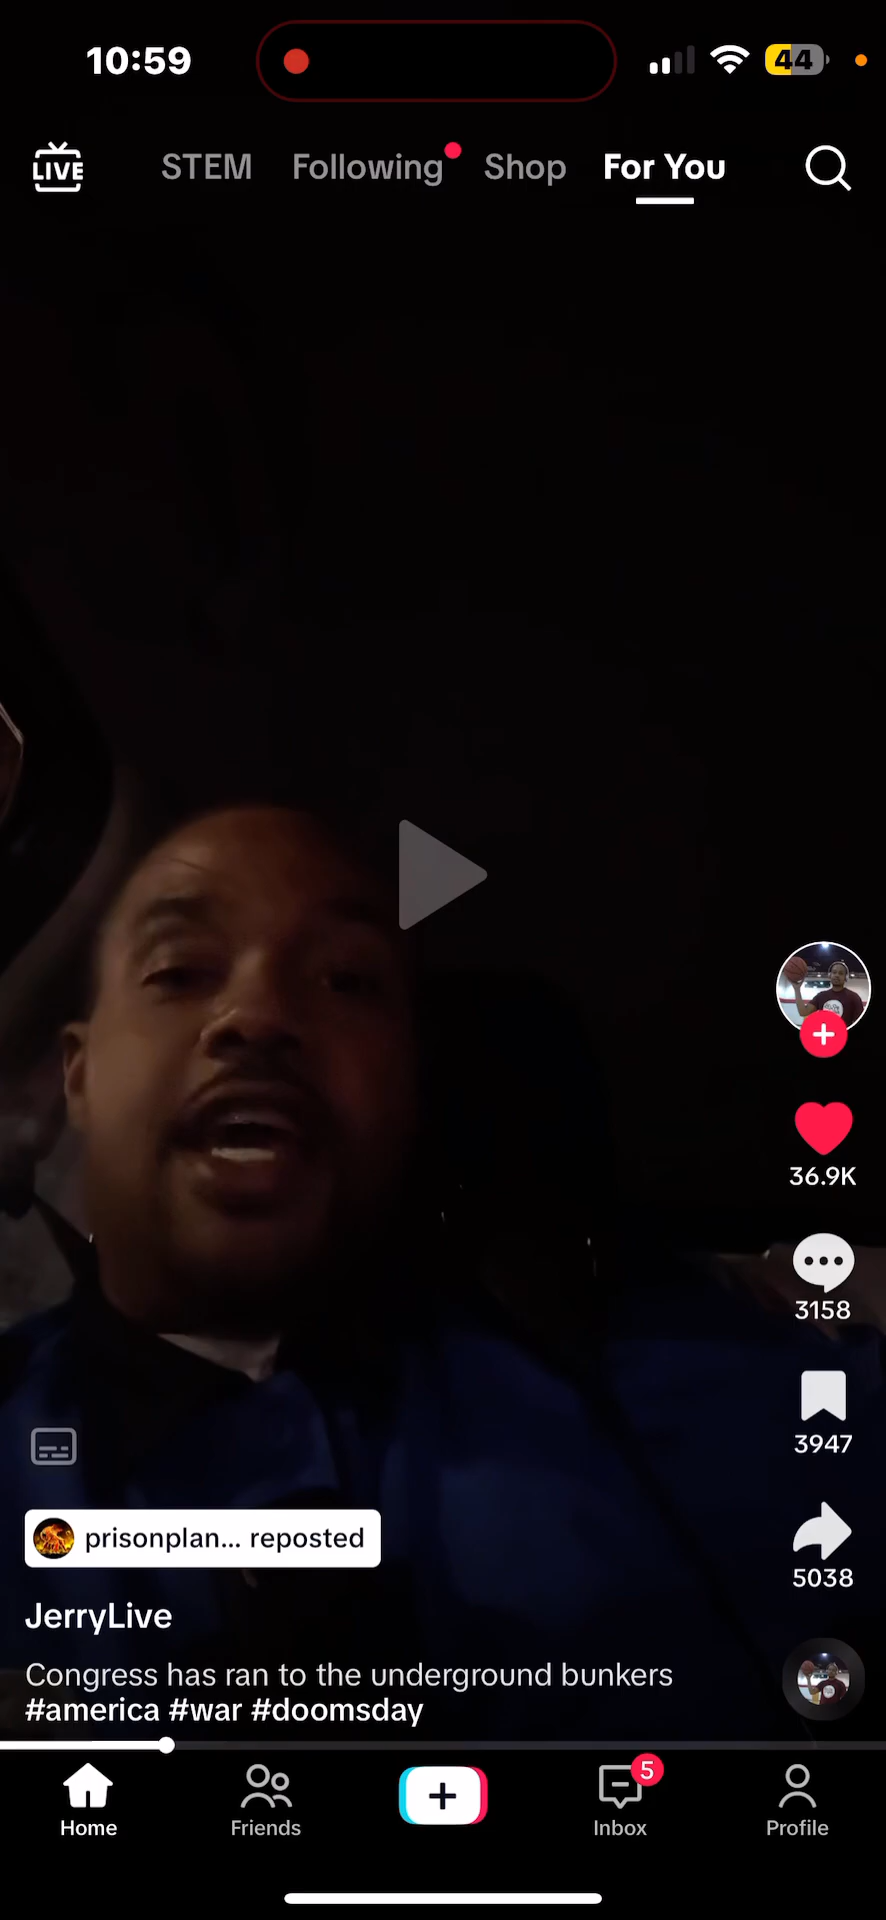 10:59
44
LIVE
STEM Following Shop For You
36.9K
3158
3947
prisonplan... reposted
5038
JerryLive
Congress has ran to the underground bunkers
#america #war #doomsday
5
Home Friends Inbox Profile